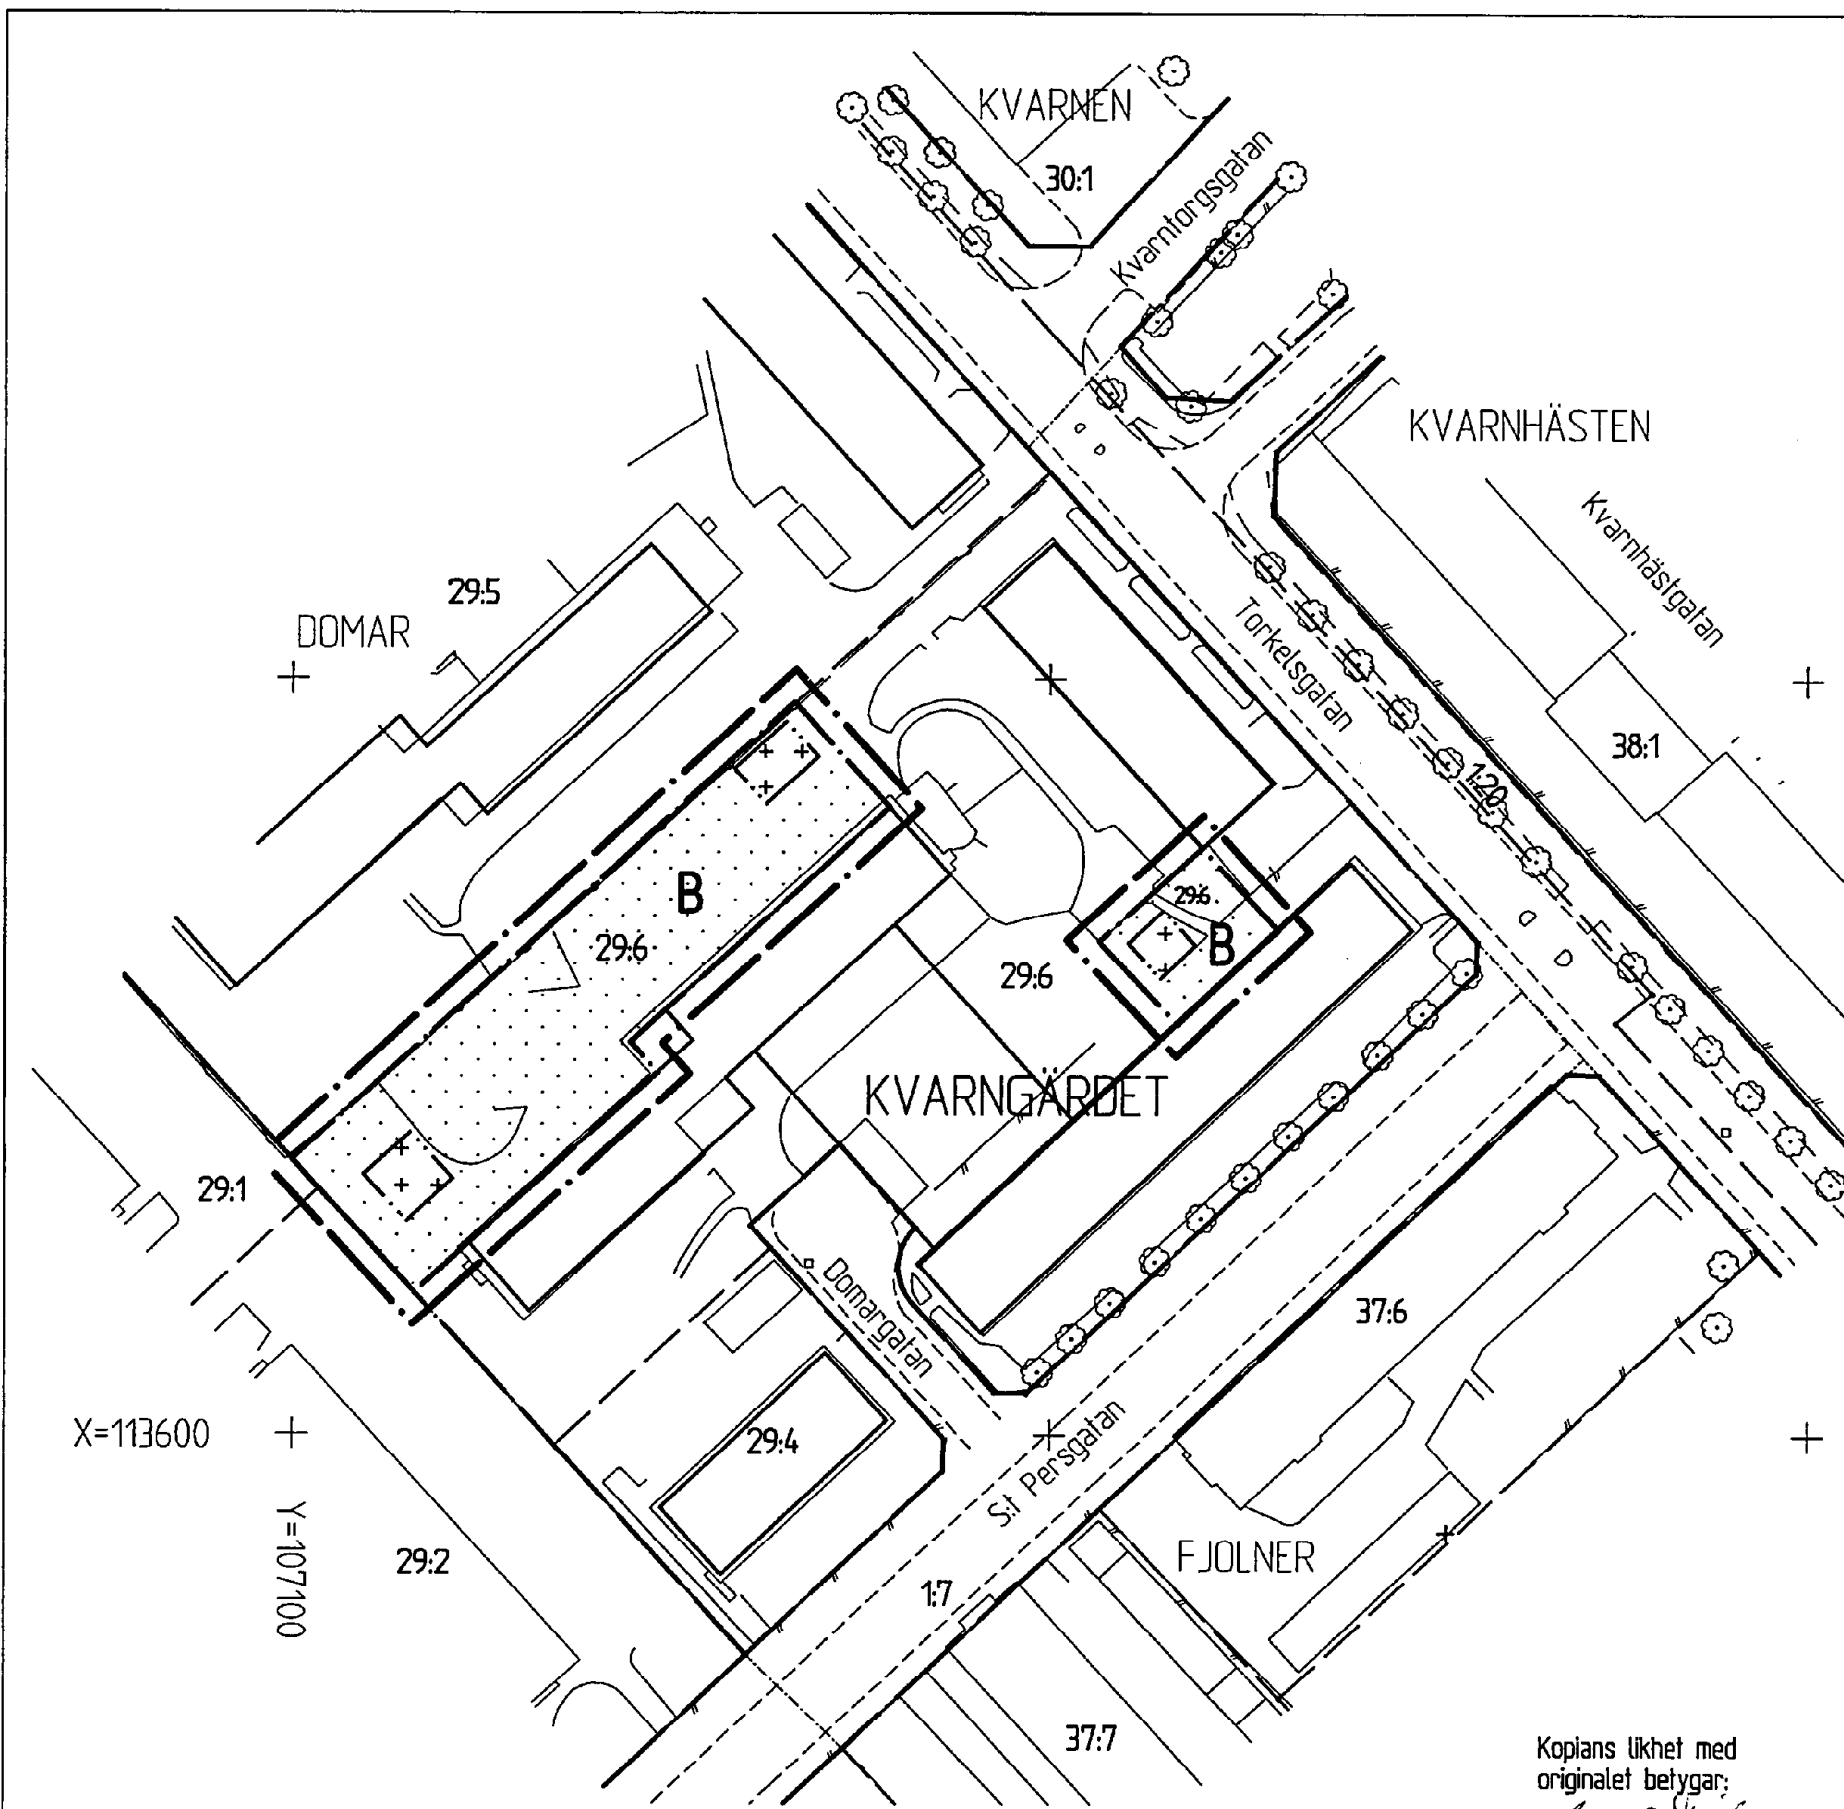 KVARNEN
30:1
Kvarntorgsgatan
KVARNHÄSTEN
Kvarnhästgatan
29:5
DOMAR
Torkelsgatan
38:1
1:20
B
29:6
29:6
B
29:6
KVARNGÄRDET
29:1
Domargatan
37:6
X=113600
29:4
S:t Persgatan
Y=107100
29:2
FJOLNER
1:7
37:7
Kopians likhet med
originalet betygar: